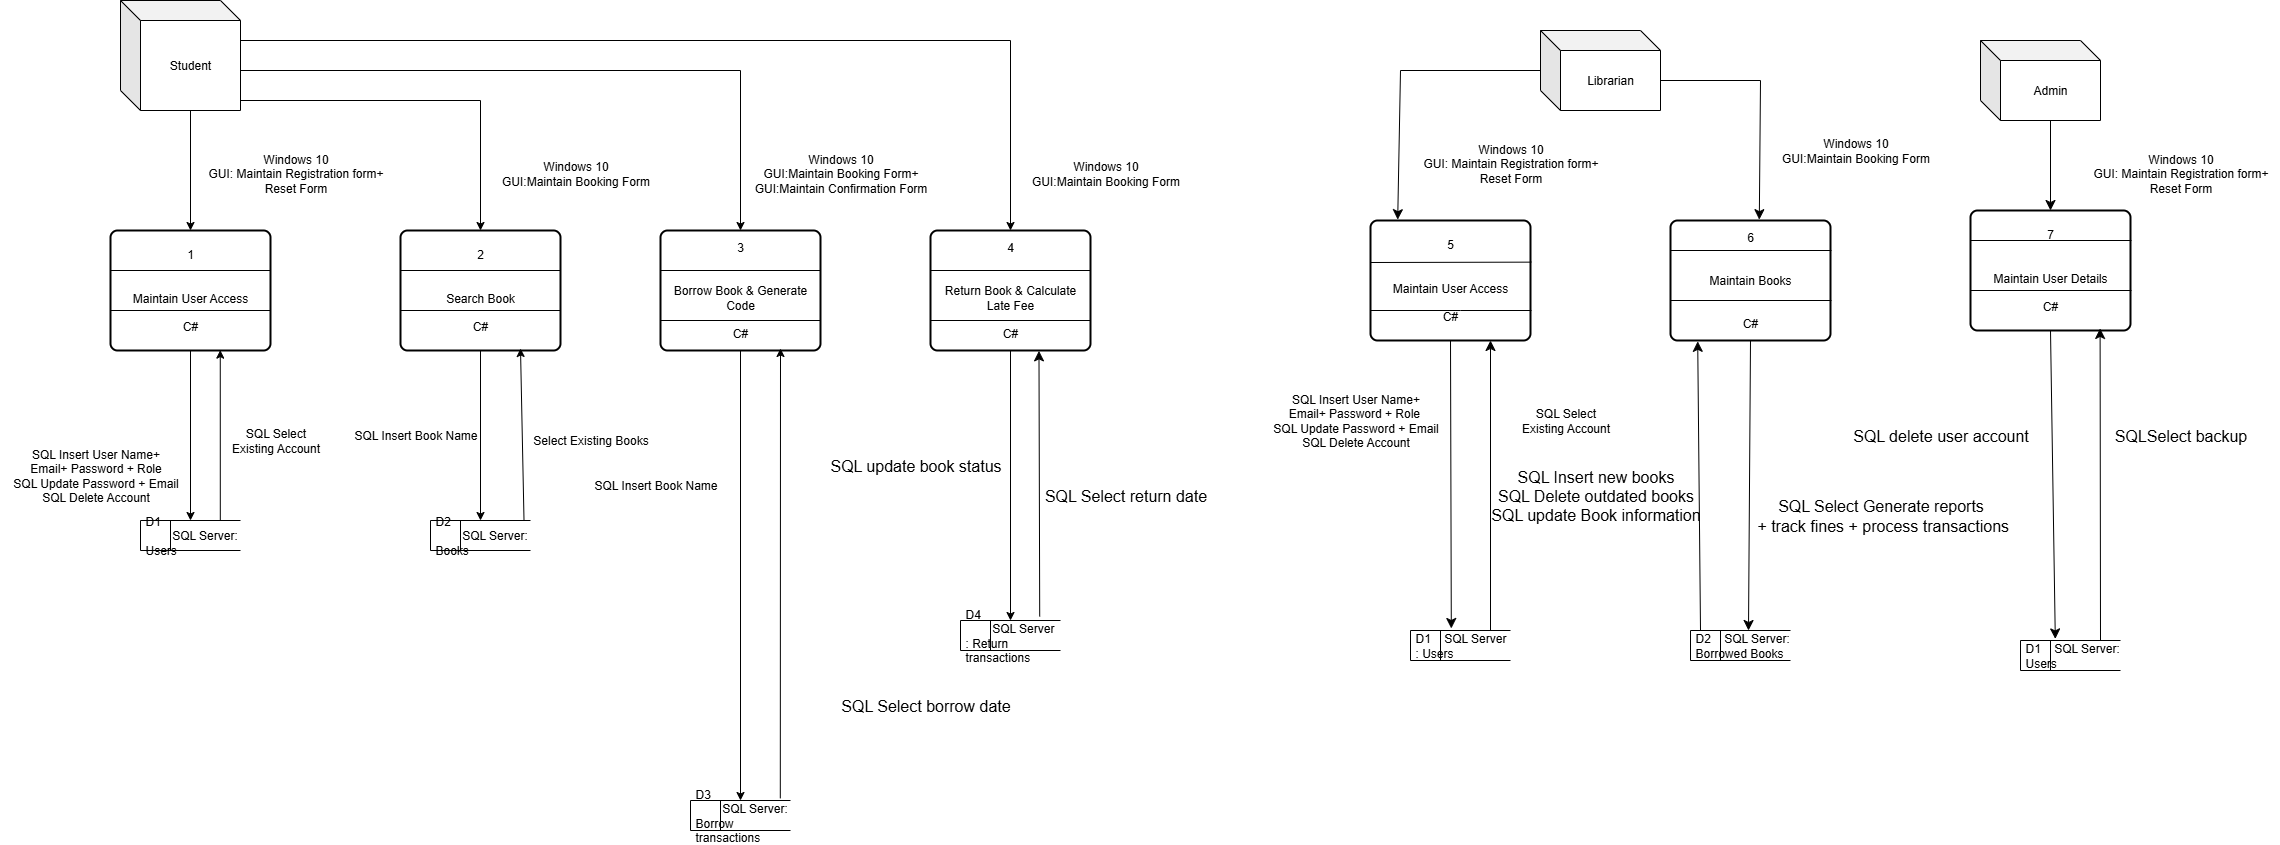 Student
Librarian
Admin
Windows 10
GUI: Maintain Registration form+
Reset Form
Windows 10
GUI:Maintain Booking Form
Windows 10
GUI:Maintain Booking Form+
GUI:Maintain Confirmation Form
Windows 10
GUI:Maintain Booking Form
Windows 10
GUI: Maintain Registration form+
Reset Form
Windows 10
GUI:Maintain Booking Form
Windows 10
GUI: Maintain Registration form+
Reset Form
1
Maintain User Access
C#
2
Search Book
C#
3
Borrow Book & Generate
Code
C#
4
Return Book & Calculate
Late Fee
C#
5
Maintain User Access
C#
6
Maintain Books
C#
7
Maintain User Details
C#
SQL Insert User Name+
Email+ Password + Role
SQL Update Password + Email
SQL Delete Account
SQL Select
Existing Account
SQL Insert Book Name
Select Existing Books
SQL Insert Book Name
SQL Select borrow date
SQL update book status
SQL Select return date
SQL Insert User Name+
Email+ Password + Role
SQL Update Password + Email
SQL Delete Account
SQL Select
Existing Account
SQL Insert new books
SQL Delete outdated books
SQL update Book information
SQL Select Generate reports
+ track fines + process transactions
SQL delete user account
SQLSelect backup
D1
SQL Server:
Users
D2
SQL Server:
Books
D3
SQL Server:
Borrow
transactions
D4
SQL Server
: Return
transactions
D1 SQL Server
: Users
D2 SQL Server:
Borrowed Books
D1 SQL Server:
Users